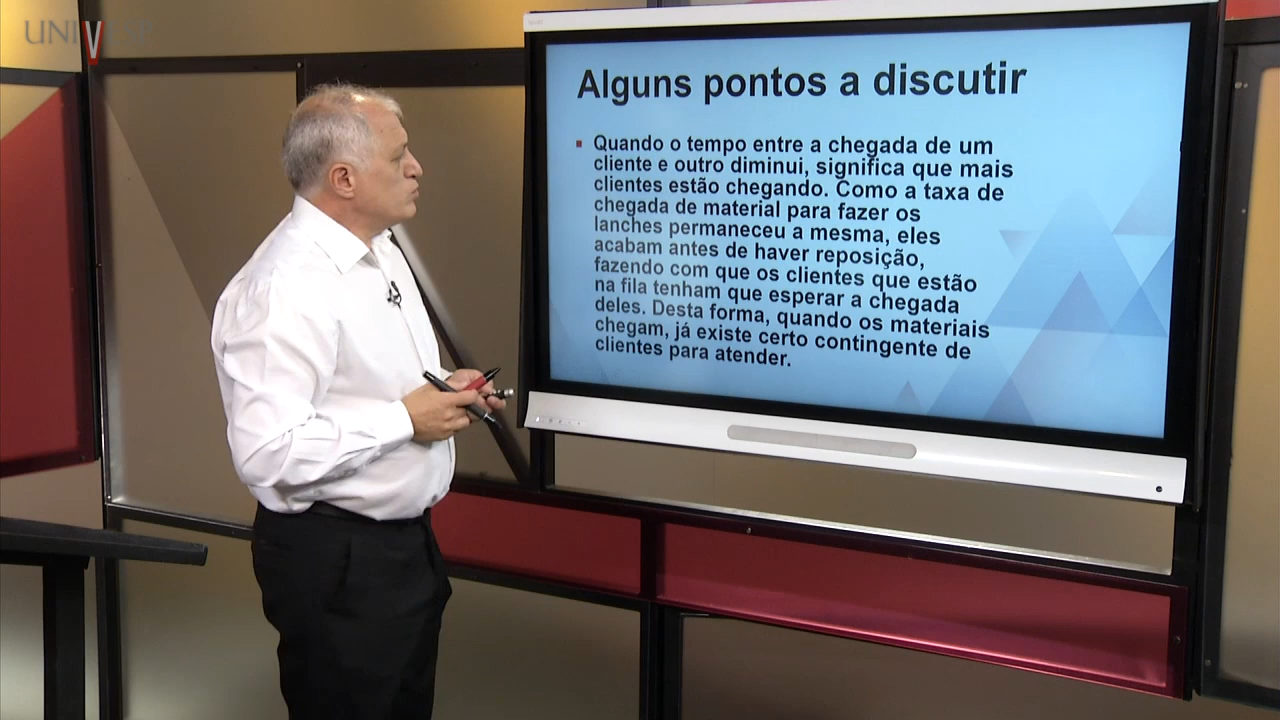 UNIVESP
Alguns pontos a discutir
Quando o tempo entre a chegada de um
cliente e outro diminui, significa que mais
clientes estão chegando. Como a taxa de
chegada de material para fazer os
lanches permaneceu a mesma, eles
acabam antes de haver reposição,
fazendo com que os clientes que estão
na fila tenham que esperar a chegada
deles. Desta forma, quando os materiais
chegam, já existe certo contingente de
clientes para atender.